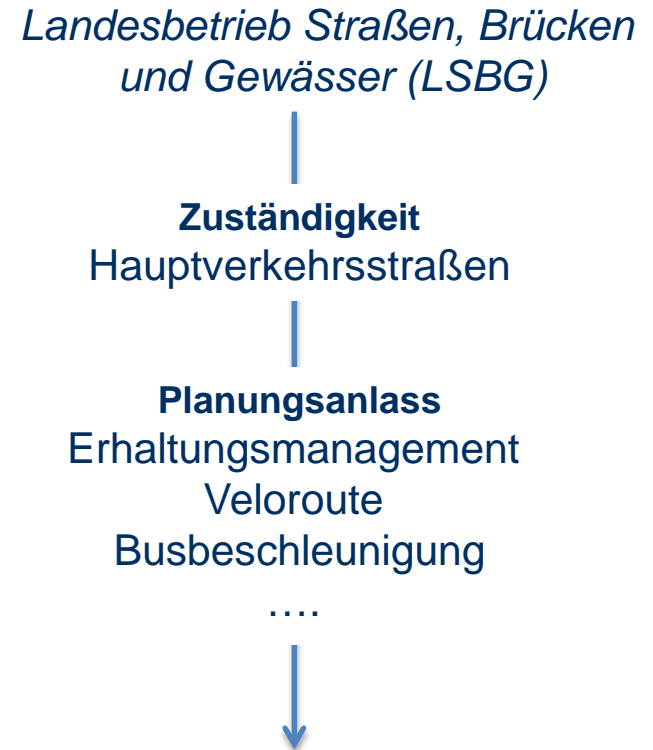 Landesbetrieb Straßen, Brücken
und Gewässer (LSBG)
Zuständigkeit
Hauptverkehrsstraßen
Planungsanlass
Erhaltungsmanagement
Veloroute
Busbeschleunigung
….